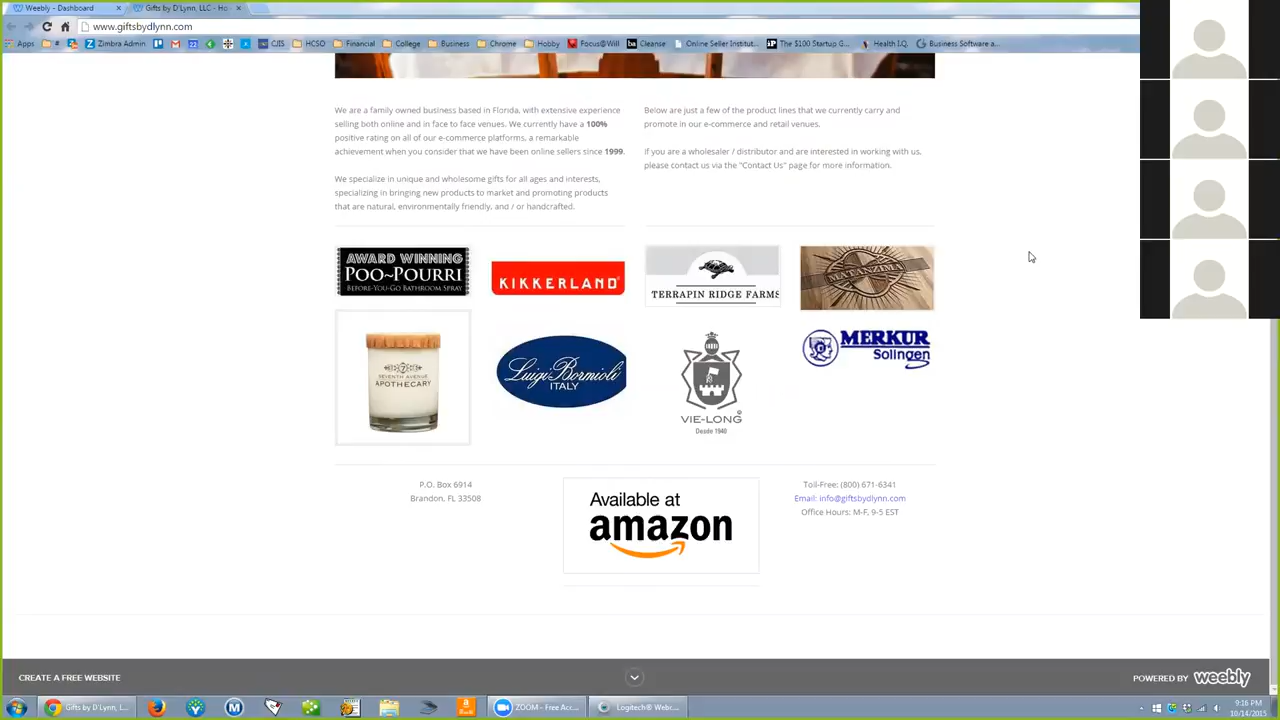 Weebly - Dashboard
Gifts by D'Lynn, LLC - Ho
www.giftsbydlynn.com
Apps
#
Zimbra Admin
CJIS
HCSO
Financial
College
Business
Chrome
Hobby
Focus@Will
Cleanse
Online Seller Institut...
The $100 Startup G...
Health I.Q.
Business Software a...
We are a family owned business based in Florida, with extensive experience
selling both online and in face to face venues. We currently have a 100%
positive rating on all of our e-commerce platforms, a remarkable
achievement when you consider that we have been online sellers since 1999.
We specialize in unique and wholesome gifts for all ages and interests,
specializing in bringing new products to market and promoting products
that are natural, environmentally friendly, and / or handcrafted.
Below are just a few of the product lines that we currently carry and
promote in our e-commerce and retail venues.
If you are a wholesaler / distributor and are interested in working with us,
please contact us via the "Contact Us" page for more information.
AWARD WINNING
POO~POURRI
BEFORE-YOU-GO BATHROOM SPRAY
KIKKERLAND®
TERRAPIN RIDGE FARMS
MATANZIMA
7
SEVENTH AVENUE
APOTHECARY
Luigi Bormioli
ITALY
VIE-LONG®
Desde 1940
MERKUR
Solingen
P.O. Box 6914
Brandon, FL 33508
Available at
amazon
Toll-Free: (800) 671-6341
Email: info@giftsbydlynn.com
Office Hours: M-F, 9-5 EST
CREATE A FREE WEBSITE
POWERED BY weebly
Gifts by D'Lynn, L...
ZOOM - Free Acc...
Logitech® Webc...
9:16 PM
10/14/2015